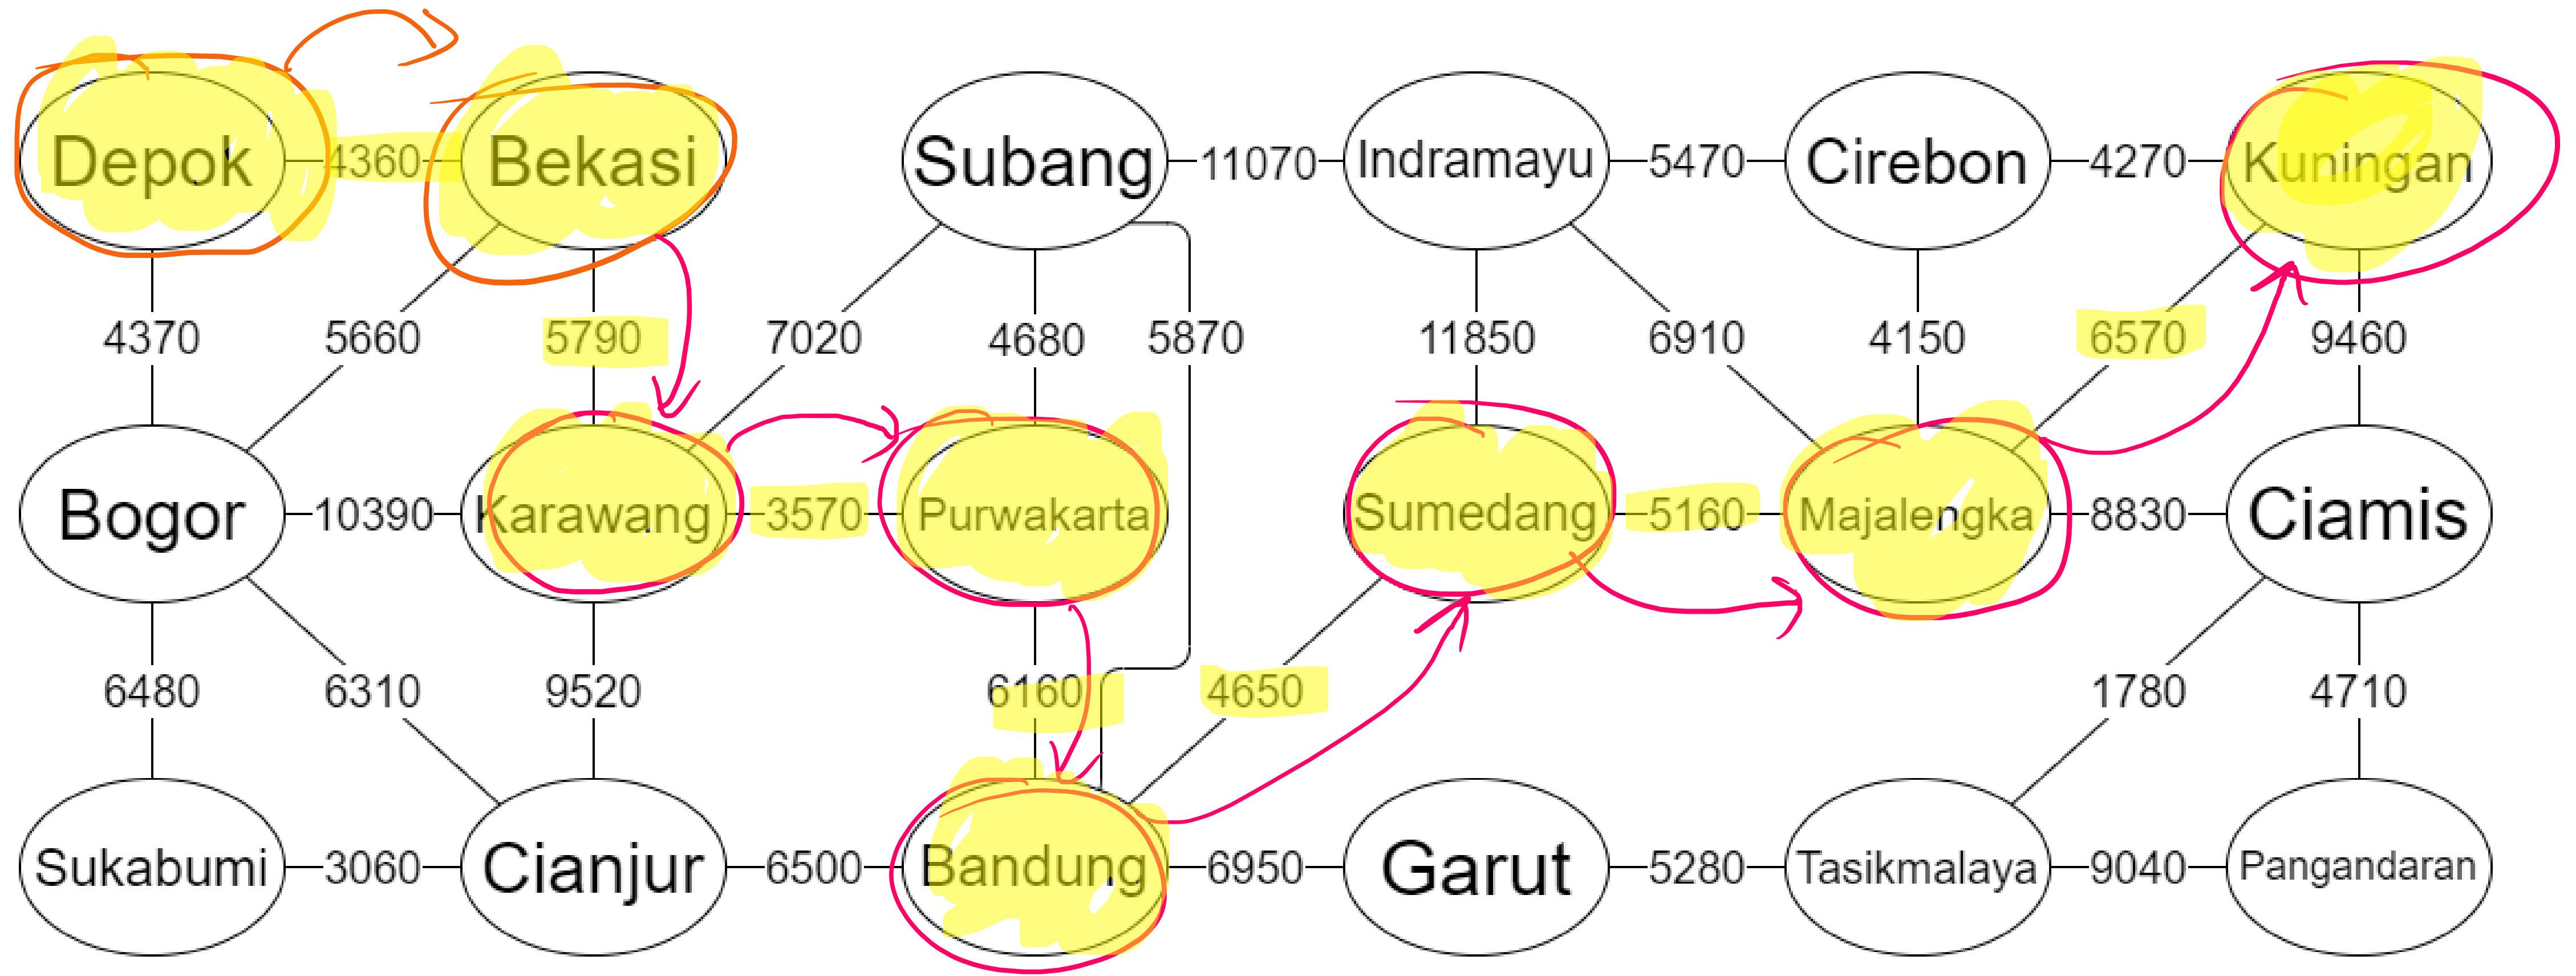 Depok 4360 Bekasi Subang 11070 Indramayu 5470 Cirebon 4270 Kuningan
4370 5660 5790 7020 4680 5870 11850 6910 4150 6570 9460
Bogor 10390 Karawang 3570 Purwakarta Sumedang 5160 Majalengka 8830 Ciamis
6480 6310 9520 6160 4650 1780 4710
Sukabumi 3060 Cianjur 6500 Bandung 6950 Garut 5280 Tasikmalaya 9040 Pangandaran